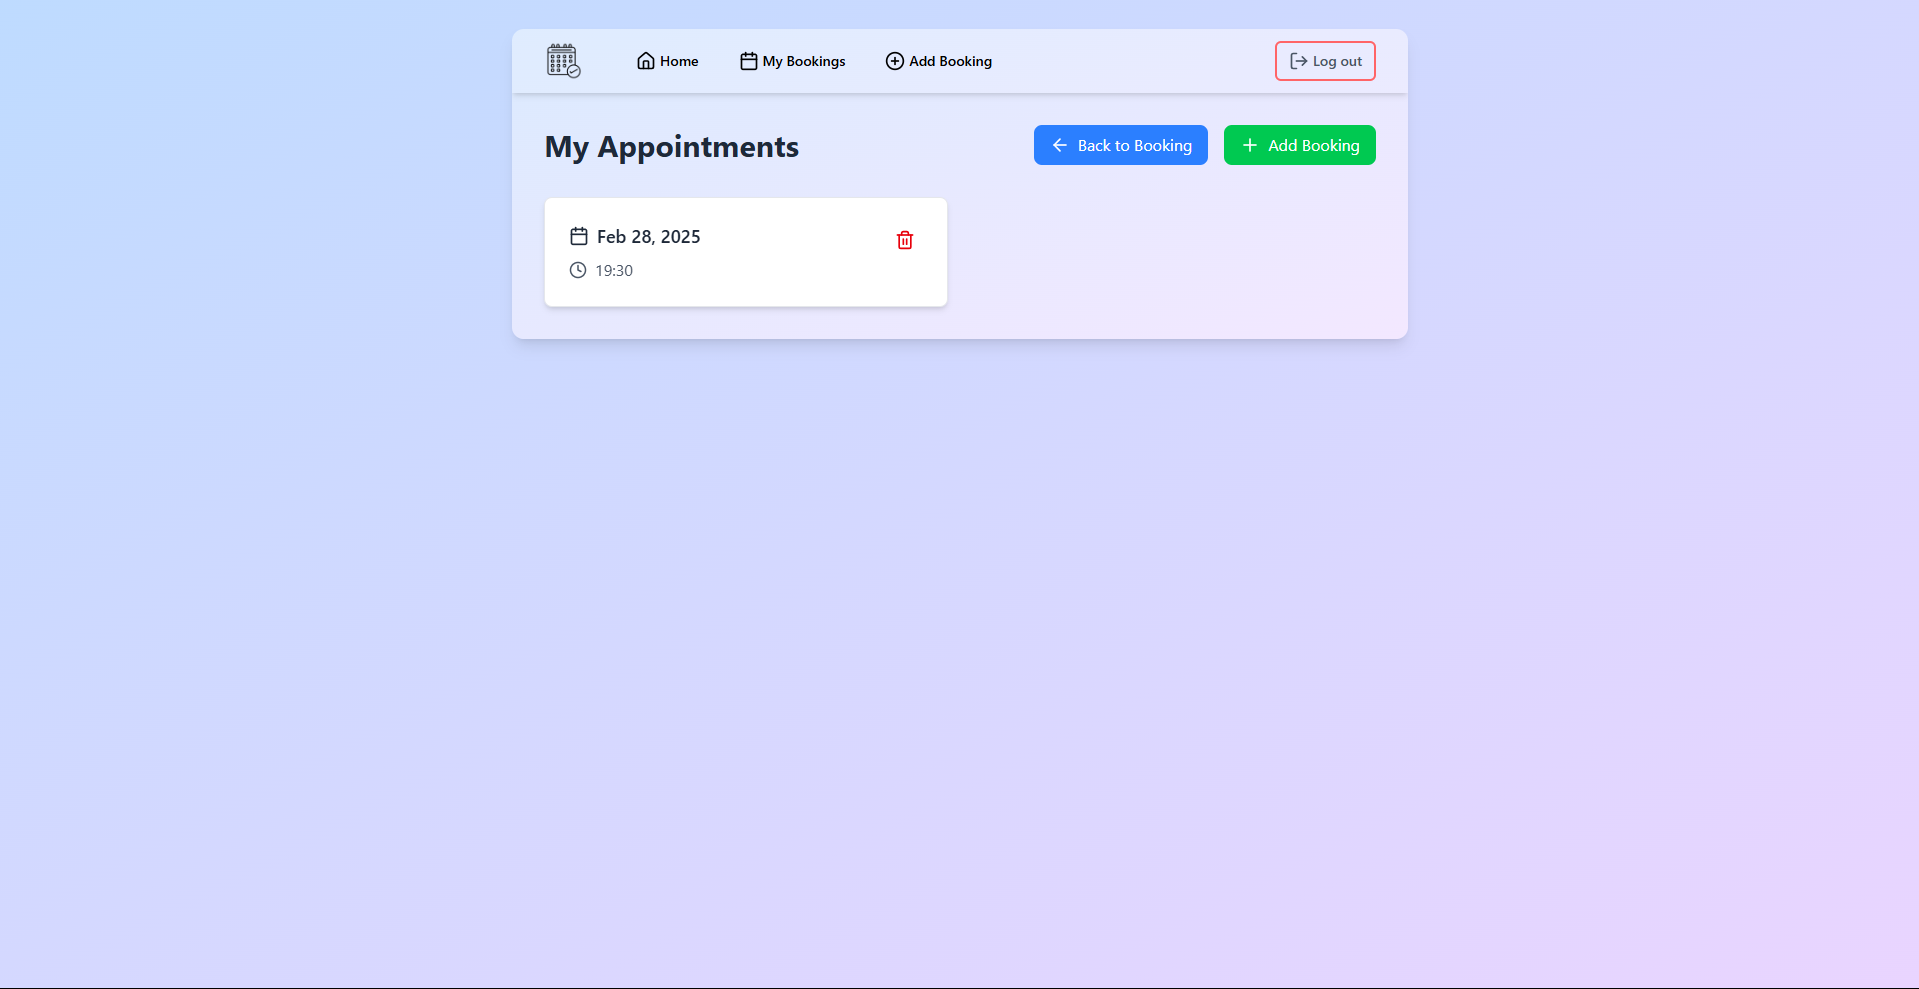 Home
My Bookings
Add Booking
Log out
My Appointments
Back to Booking
Add Booking
Feb 28, 2025
19:30